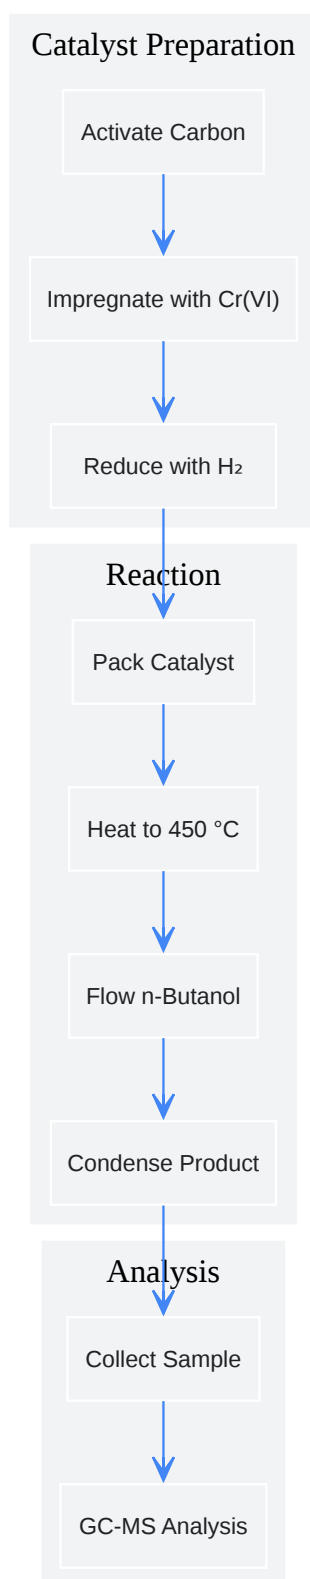 Catalyst Preparation
Activate Carbon
Impregnate with Cr(VI)
Reduce with H₂
Reaction
Pack Catalyst
Heat to 450 °C
Flow n-Butanol
Condense Product
Analysis
Collect Sample
GC-MS Analysis